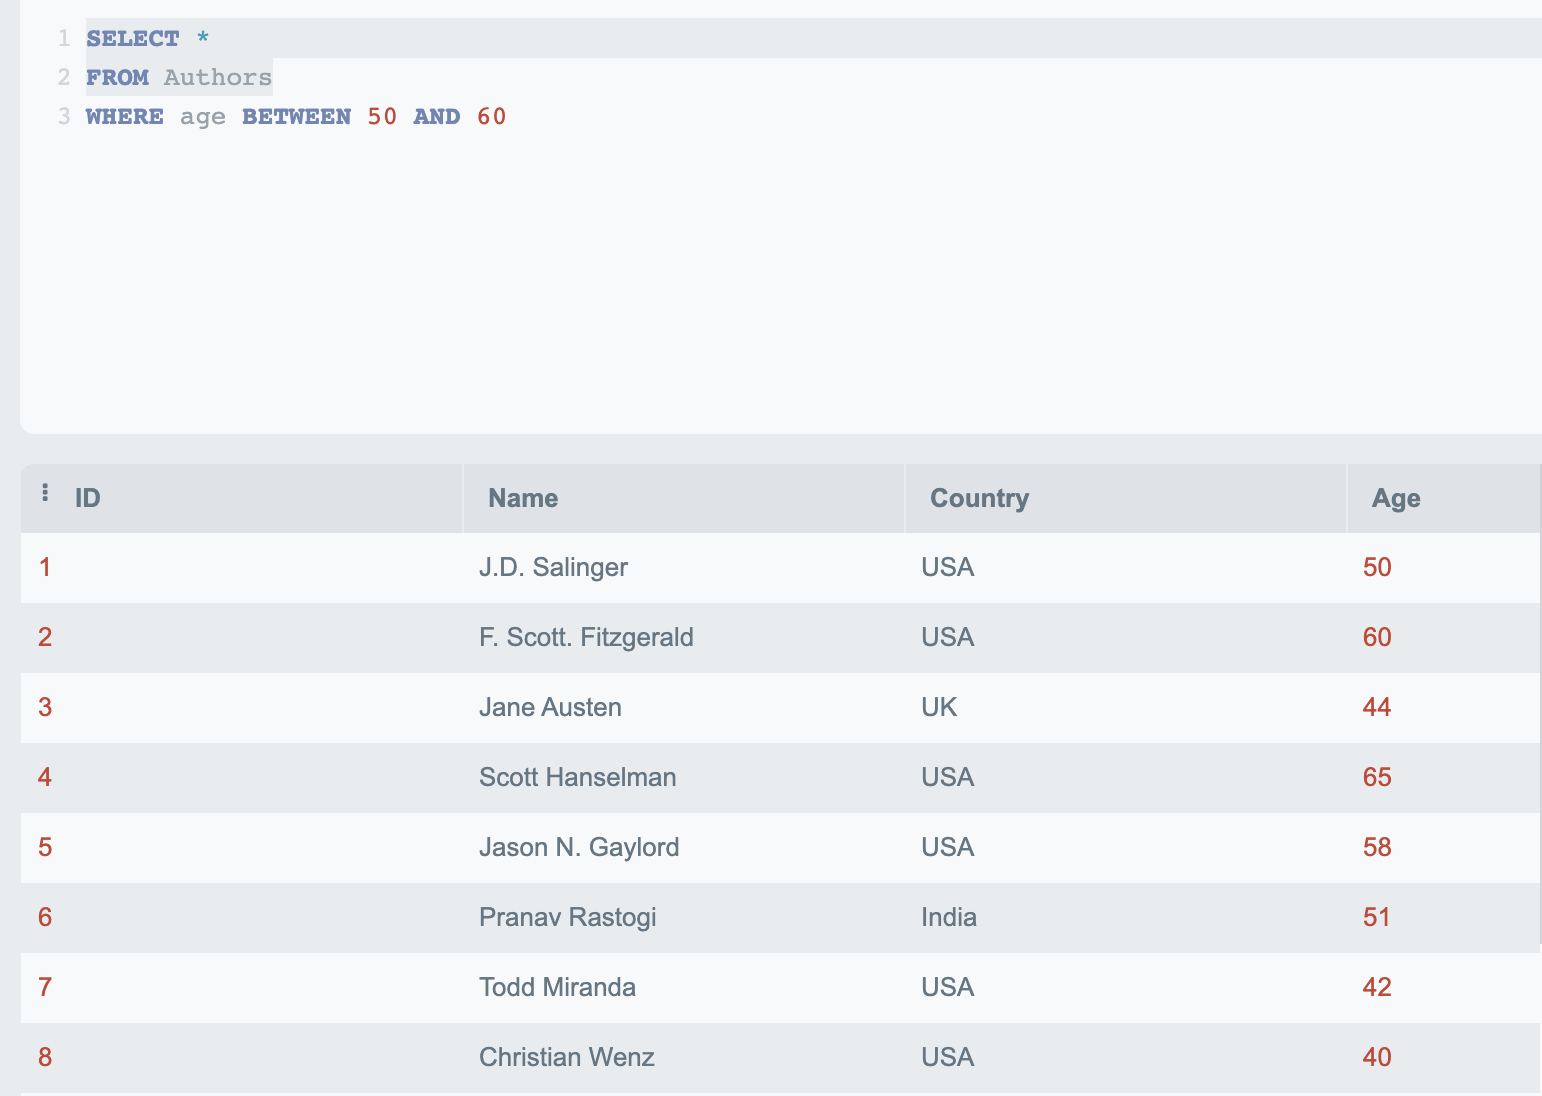 1 SELECT *
2 FROM Authors
3 WHERE age BETWEEN 50 AND 60
ID Name Country Age
1 J.D. Salinger USA 50
2 F. Scott. Fitzgerald USA 60
3 Jane Austen UK 44
4 Scott Hanselman USA 65
5 Jason N. Gaylord USA 58
6 Pranav Rastogi India 51
7 Todd Miranda USA 42
8 Christian Wenz USA 40